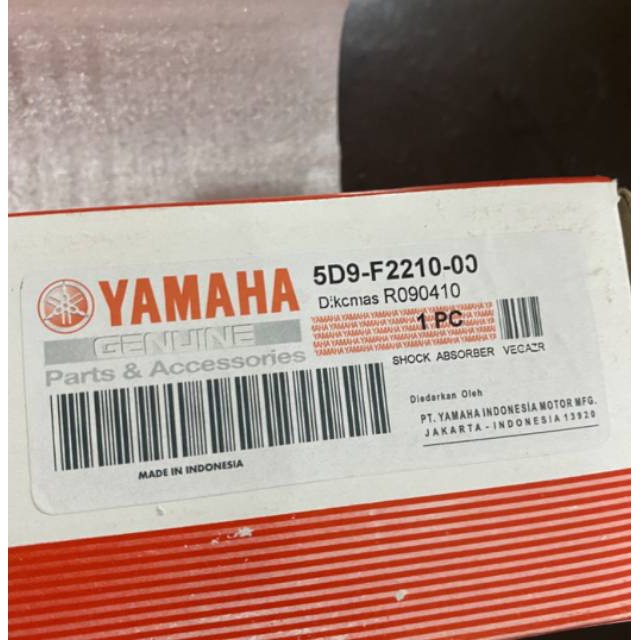 YAMAHA
GENUINE
Parts & Accessories
MADE IN INDONESIA
5D9-F2210-00
Dikemas R090410
1 PC
SHOCK ABSORBER VEGAZR
Diedarkan Oleh
PT. YAMAHA INDONESIA MOTOR MFG.
JAKARTA - INDONESIA 13920